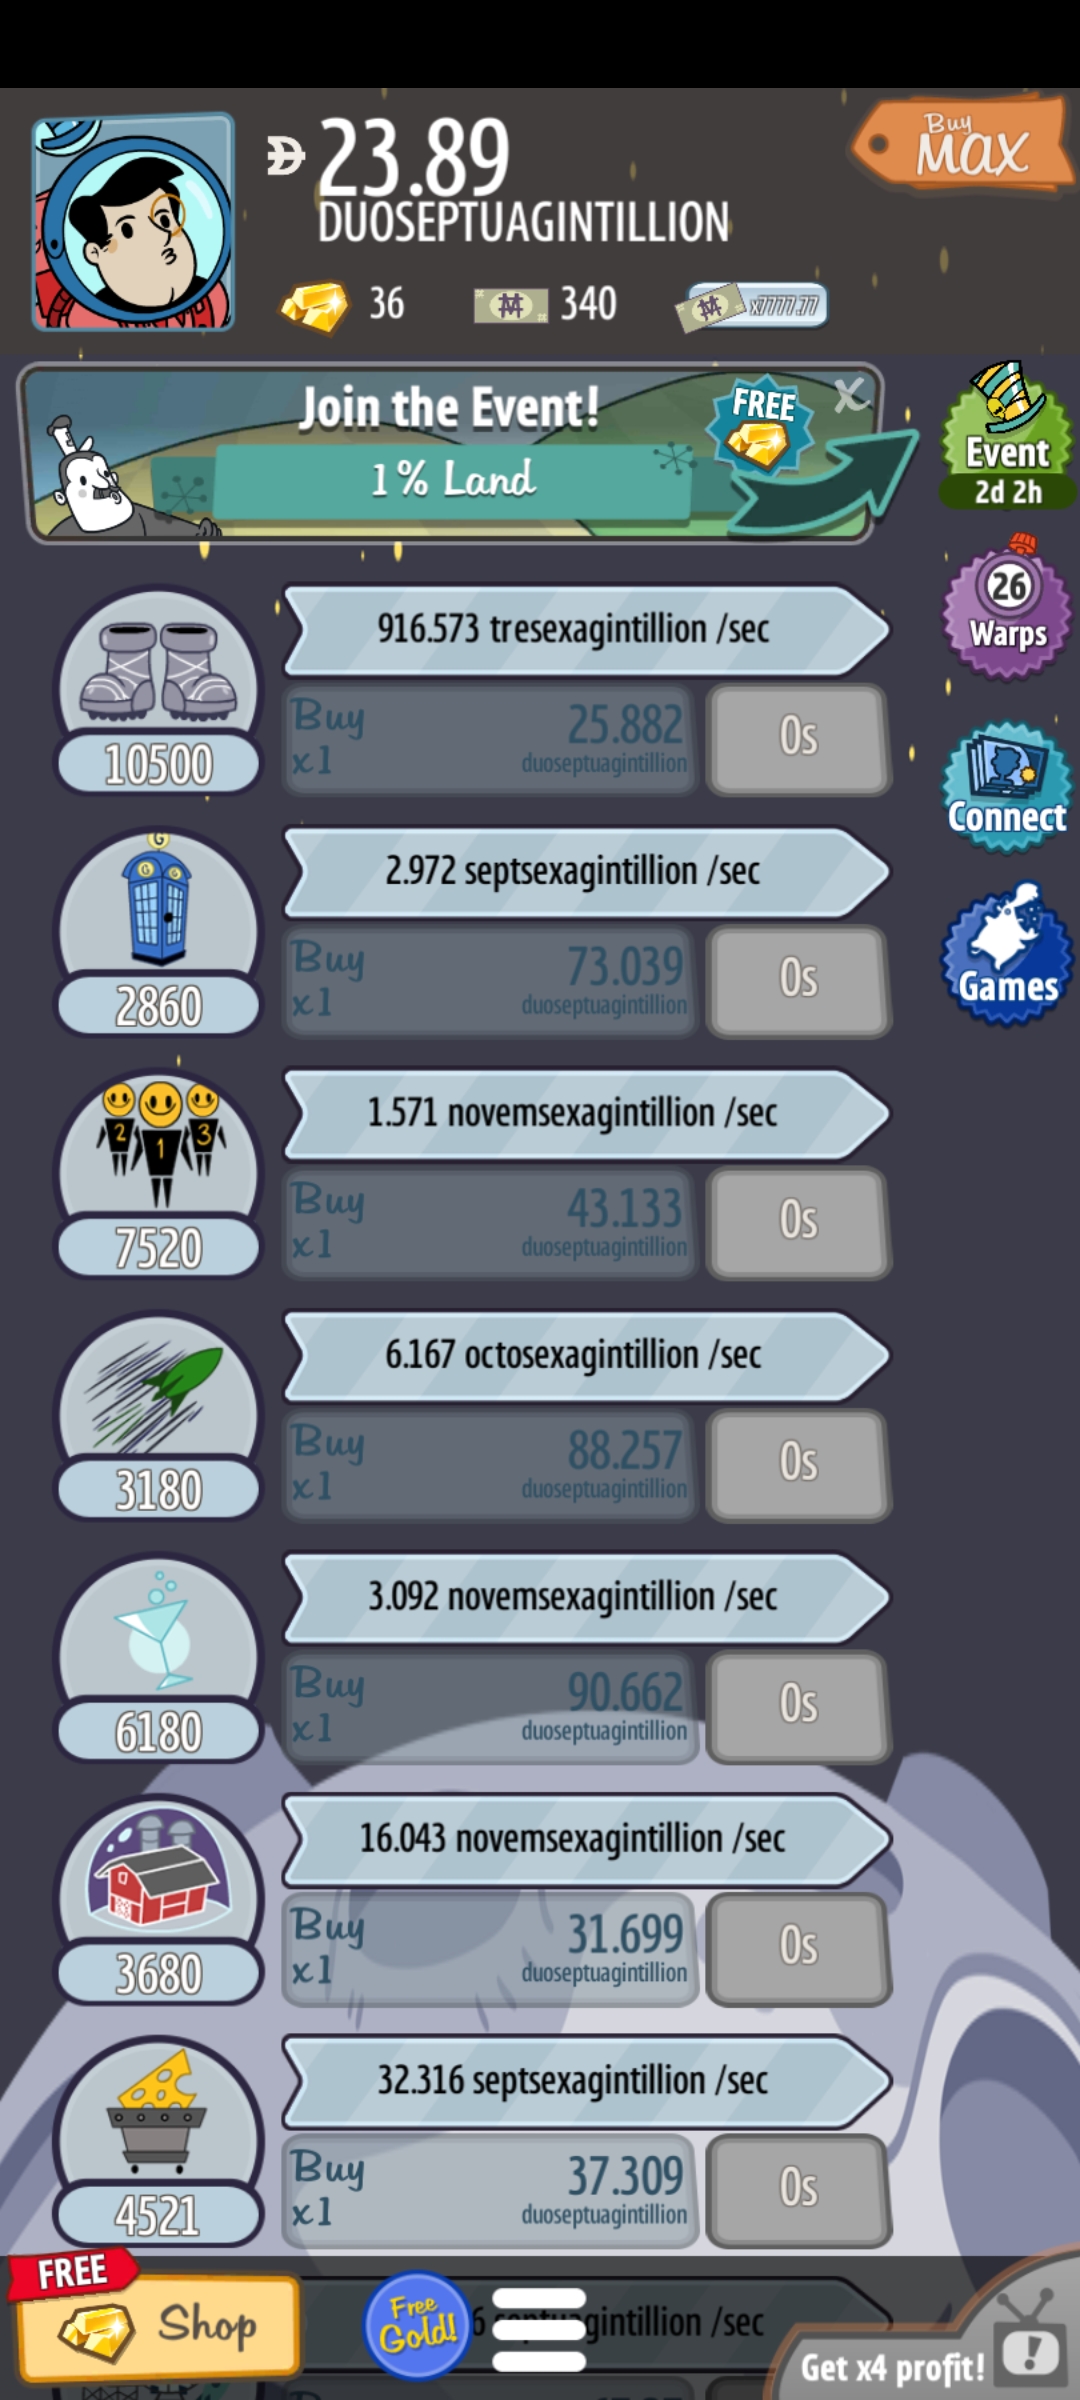 23.89
DUOSEPTUAGINTILLION
Buy
MAX
36
340
x7777.77
Join the Event!
1% Land
FREE
X
Event
2d 2h
26
Warps
Connect
Games
916.573 tresexagintillion /sec
Buy
x1
25.882
duoseptuagintillion
0s
10500
G
G
G
2.972 septsexagintillion /sec
Buy
x1
73.039
duoseptuagintillion
0s
2860
2
1
3
1.571 novemsexagintillion /sec
Buy
x1
43.133
duoseptuagintillion
0s
7520
6.167 octosexagintillion /sec
Buy
x1
88.257
duoseptuagintillion
0s
3180
3.092 novemsexagintillion /sec
Buy
x1
90.662
duoseptuagintillion
0s
6180
16.043 novemsexagintillion /sec
Buy
x1
31.699
duoseptuagintillion
0s
3680
32.316 septsexagintillion /sec
Buy
x1
37.309
duoseptuagintillion
0s
4521
FREE
Shop
Free
Gold!
/sec
Get x4 profit!
!